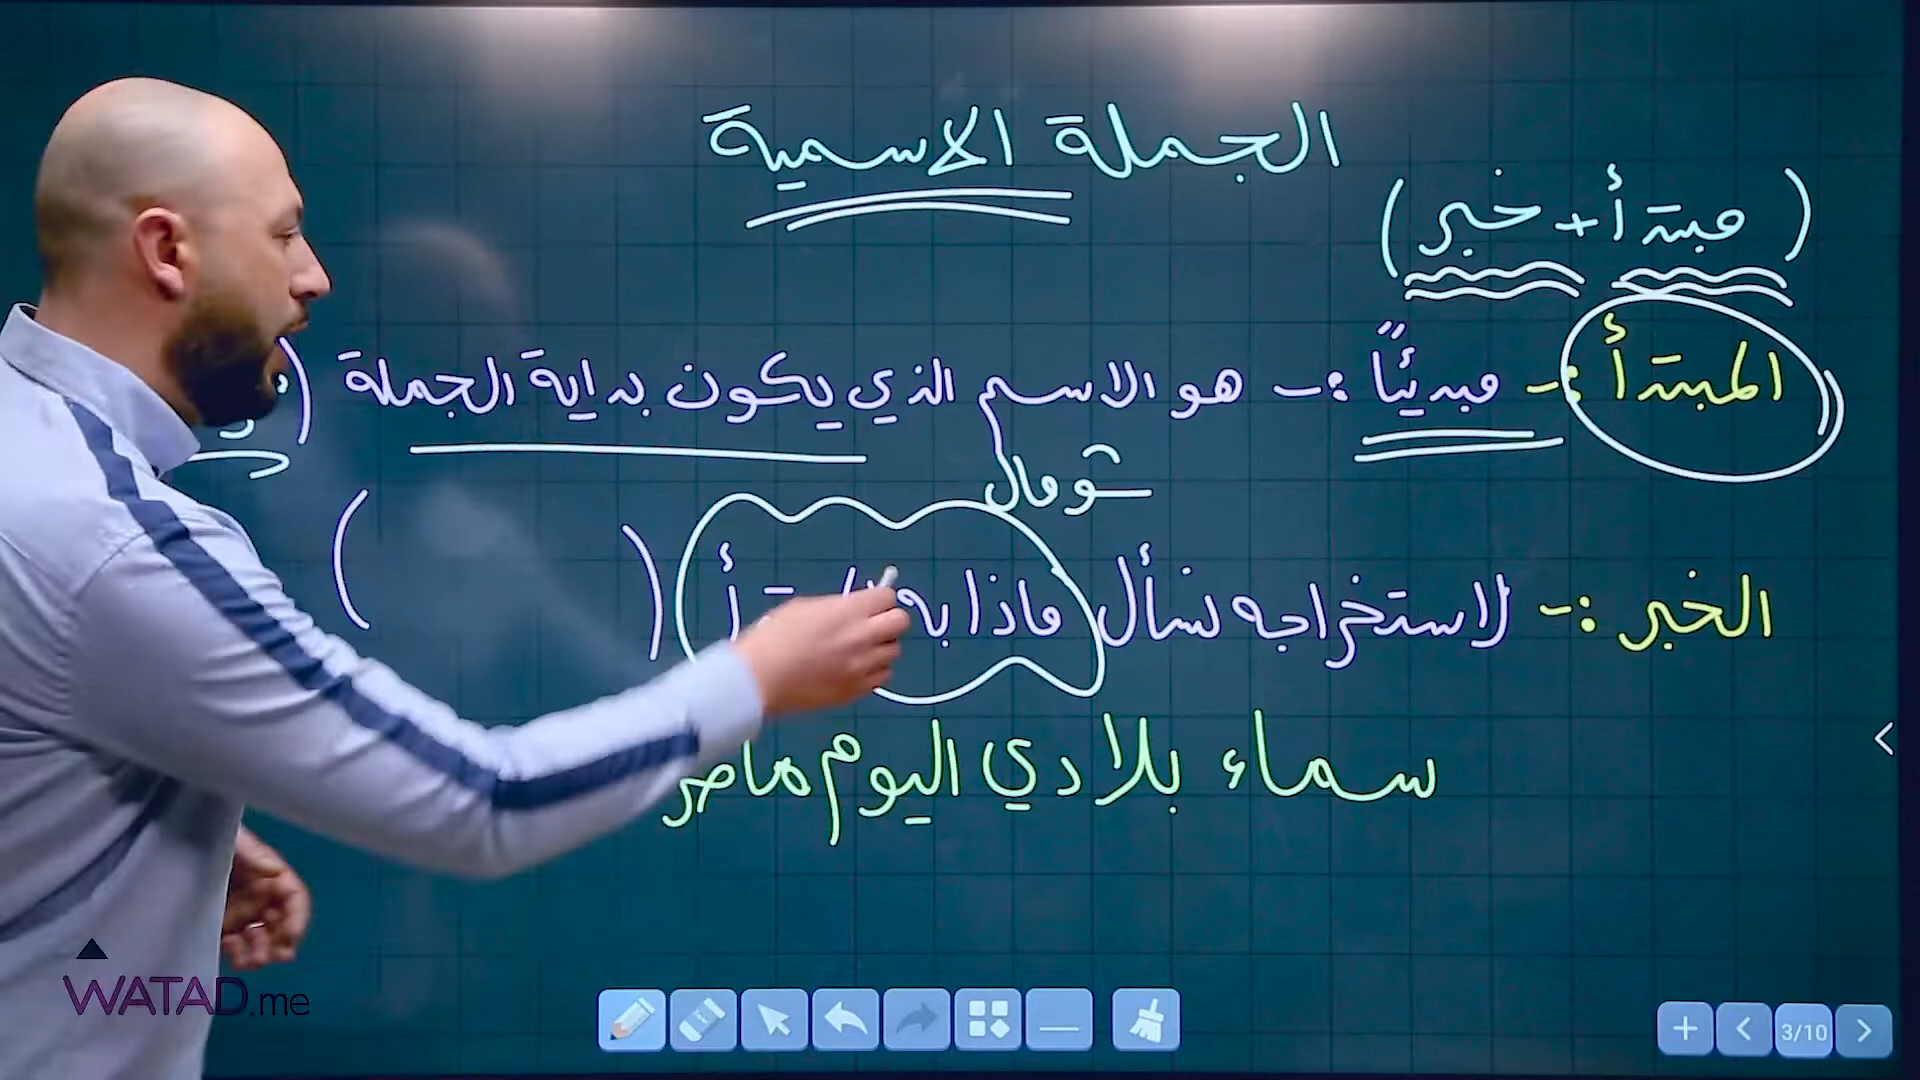 الجملة الاسمية
(مبتدأ + خبر)
المبتدأ :- مبدئيًّا :- هو الاسم الذي يكون بداية الجملة (
شو مال
الخبر :- لاستخراجه نسأل ماذا به ( )
سماء بلادي اليوم ماطر
WATAD.me
3/10